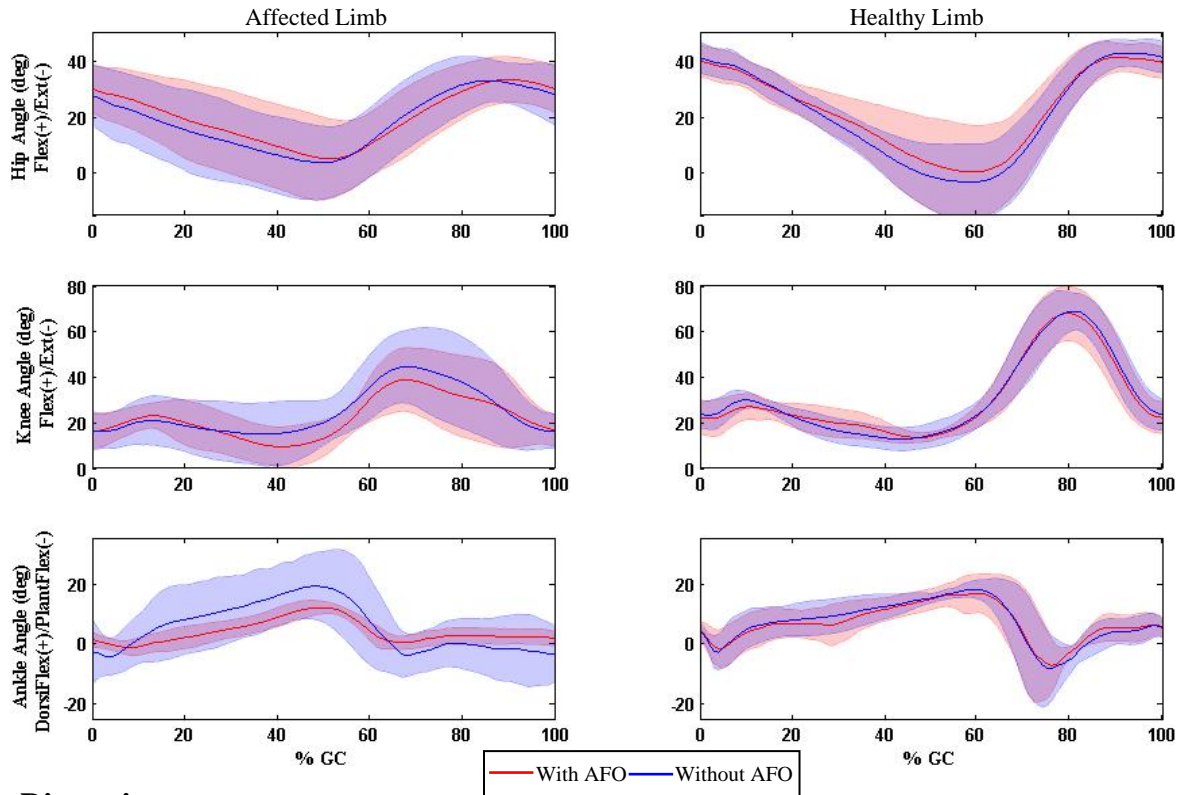 Affected Limb Healthy Limb
Hip Angle (deg)
Flex(+)/Ext(-)
40
20
0
0 20 40 60 80 100
40
20
0
0 20 40 60 80 100
Knee Angle (deg)
Flex(+)/Ext(-)
80
60
40
20
0
0 20 40 60 80 100
80
60
40
20
0
0 20 40 60 80 100
Ankle Angle (deg)
DorsiFlex(+)/PlantFlex(-)
20
0
-20
0 20 40 60 80 100
20
0
-20
0 20 40 60 80 100
% GC % GC
With AFO Without AFO